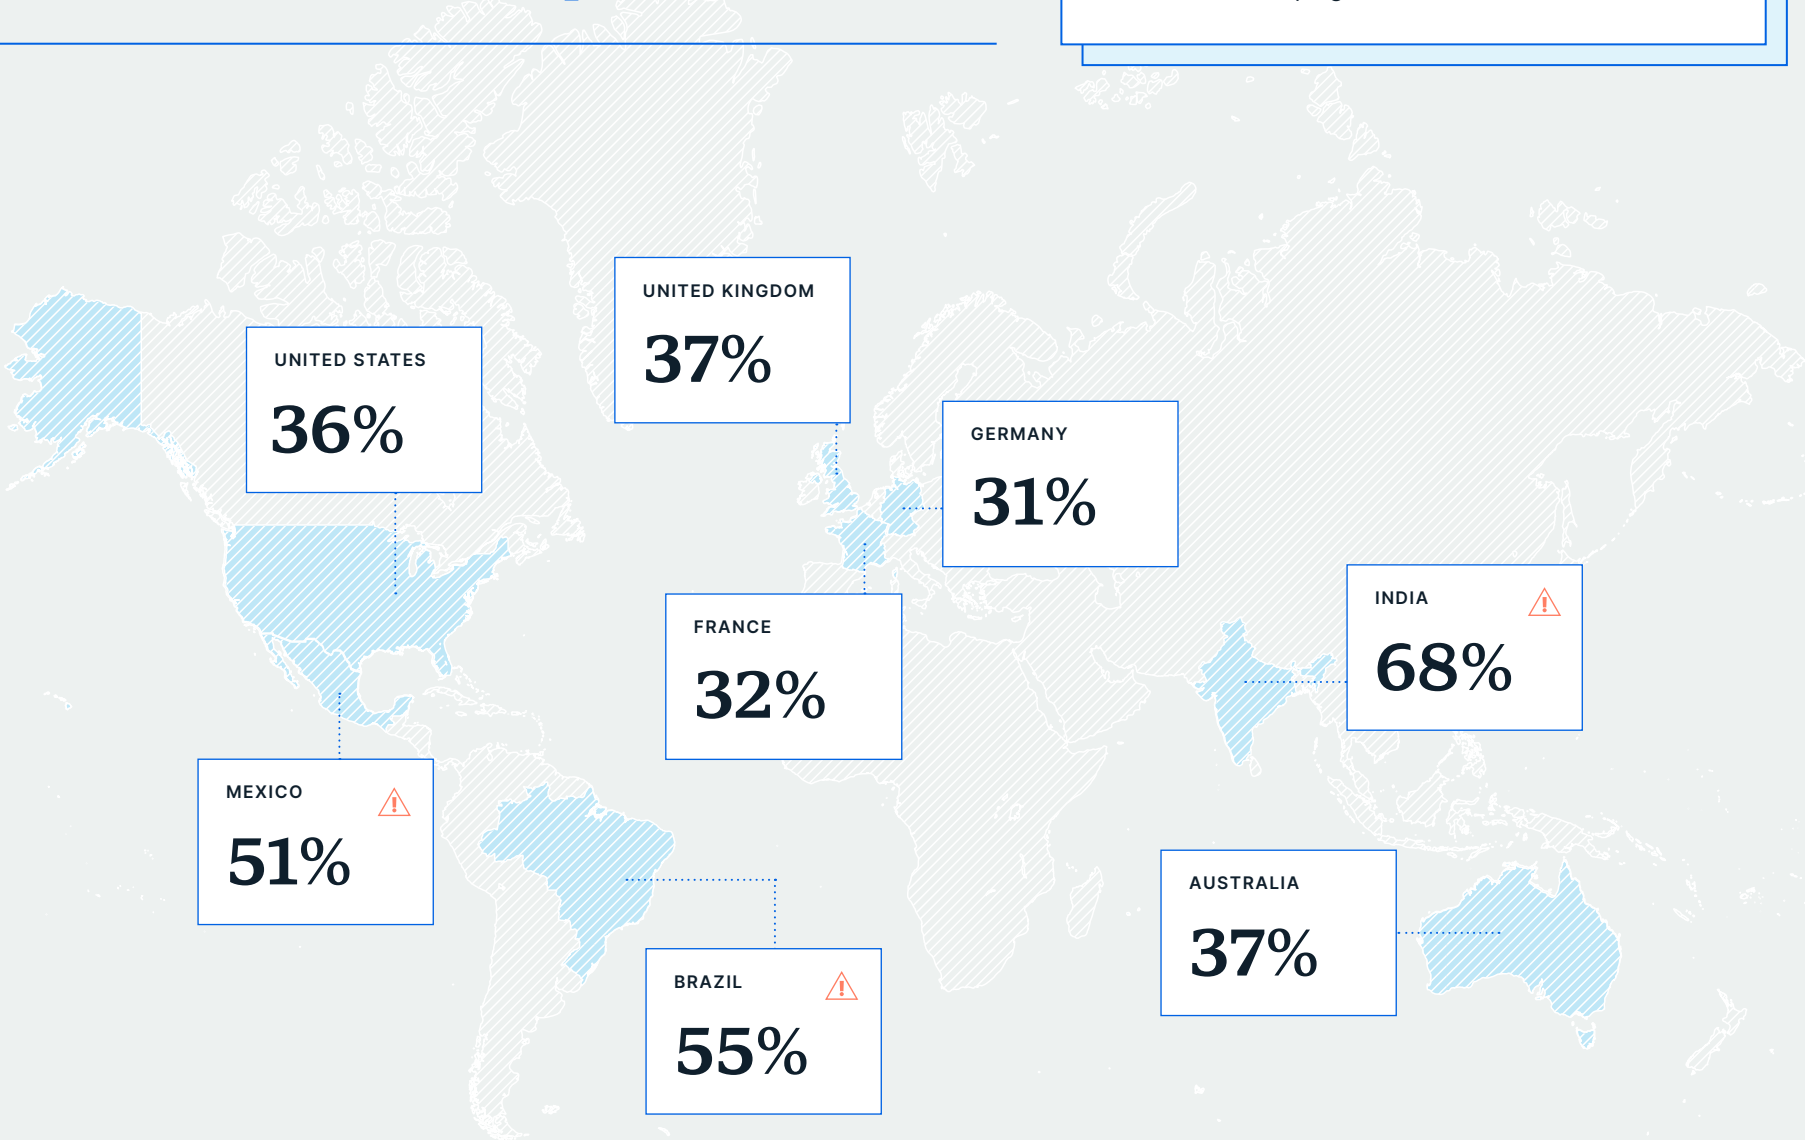 UNITED KINGDOM
37%
UNITED STATES
36%
GERMANY
31%
FRANCE
32%
INDIA
68%
MEXICO
51%
AUSTRALIA
37%
BRAZIL
55%